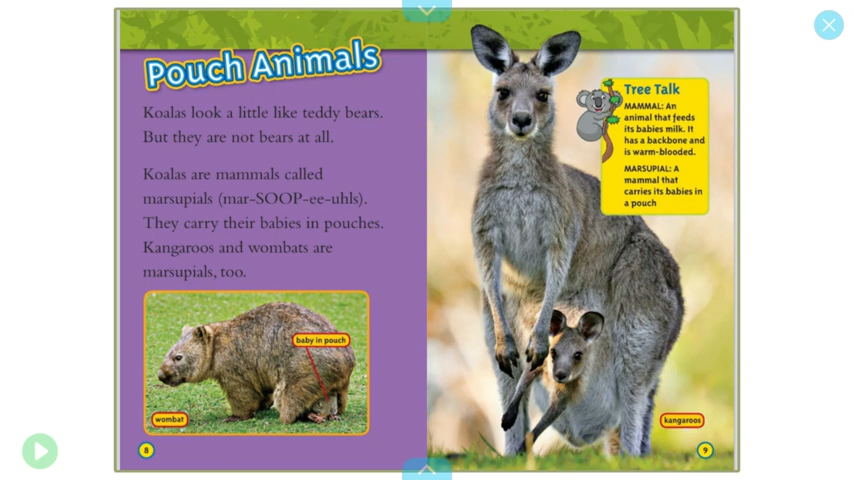 Pouch Animals
Koalas look a little like teddy bears.
But they are not bears at all.
Koalas are mammals called
marsupials (mar-SOOP-ee-uhls).
They carry their babies in pouches.
Kangaroos and wombats are
marsupials, too.
baby in pouch
wombat
8
Tree Talk
MAMMAL: An
animal that feeds
its babies milk. It
has a backbone and
is warm-blooded.
MARSUPIAL: A
mammal that
carries its babies in
a pouch
kangaroos
9